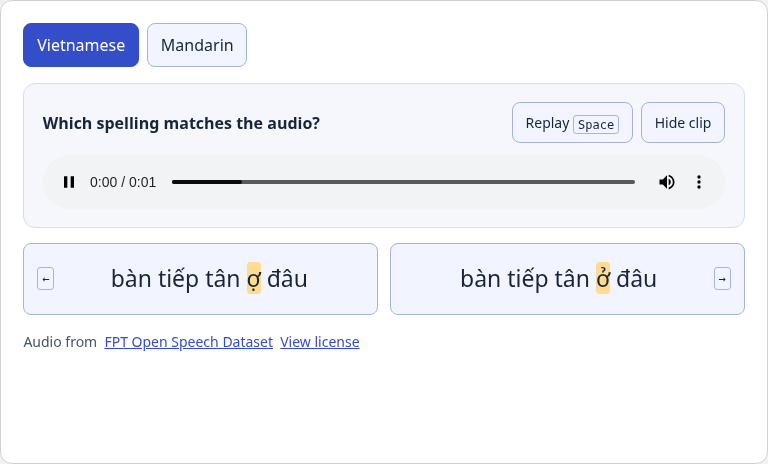 Vietnamese Mandarin
Which spelling matches the audio? Replay Space Hide clip
0:00 / 0:01
← bàn tiếp tân ợ đâu bàn tiếp tân ở đâu →
Audio from FPT Open Speech Dataset View license